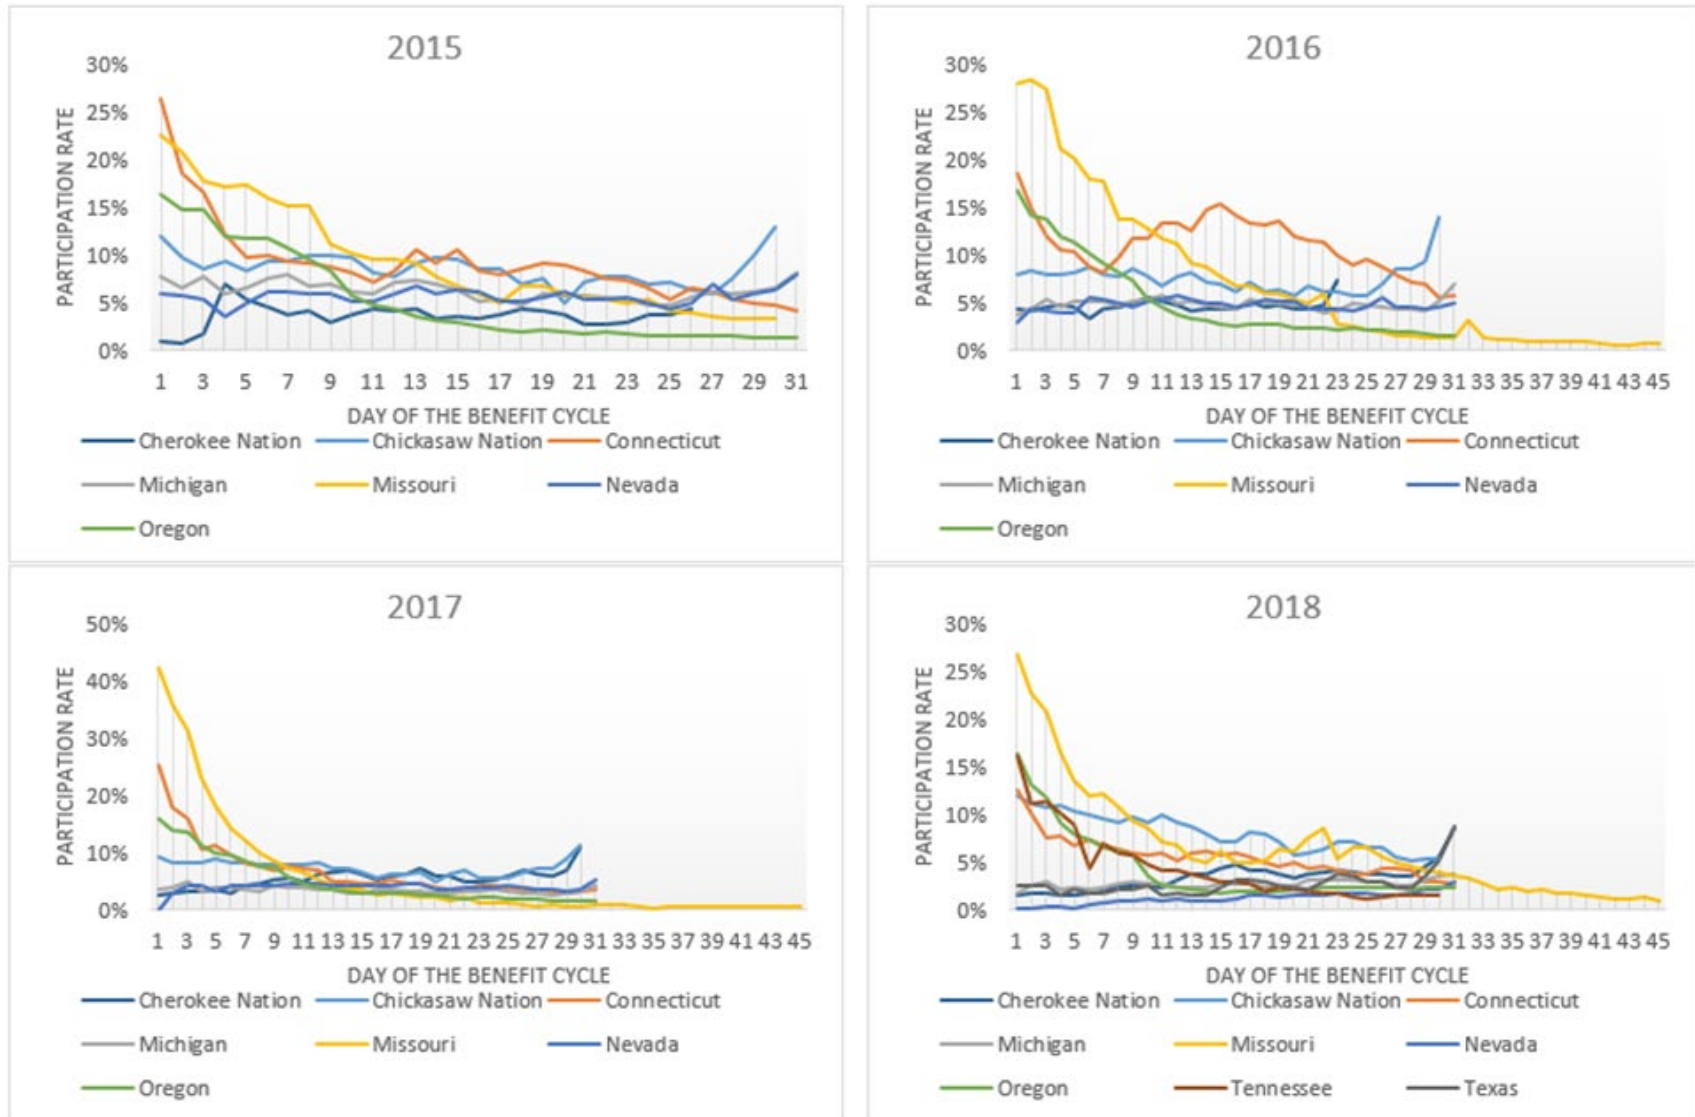 2015
30%
25%
20%
15%
10%
5%
0%
PARTICIPATION RATE
1 3 5 7 9 11 13 15 17 19 21 23 25 27 29 31
DAY OF THE BENEFIT CYCLE
Cherokee Nation Chickasaw Nation Connecticut
Michigan Missouri Nevada
Oregon
2016
30%
25%
20%
15%
10%
5%
0%
PARTICIPATION RATE
1 3 5 7 9 11 13 15 17 19 21 23 25 27 29 31 33 35 37 39 41 43 45
DAY OF THE BENEFIT CYCLE
Cherokee Nation Chickasaw Nation Connecticut
Michigan Missouri Nevada
Oregon
2017
50%
40%
30%
20%
10%
0%
PARTICIPATION RATE
1 3 5 7 9 11 13 15 17 19 21 23 25 27 29 31 33 35 37 39 41 43 45
DAY OF THE BENEFIT CYCLE
Cherokee Nation Chickasaw Nation Connecticut
Michigan Missouri Nevada
Oregon
2018
30%
25%
20%
15%
10%
5%
0%
PARTICIPATION RATE
1 3 5 7 9 11 13 15 17 19 21 23 25 27 29 31 33 35 37 39 41 43 45
DAY OF THE BENEFIT CYCLE
Cherokee Nation Chickasaw Nation Connecticut
Michigan Missouri Nevada
Oregon Tennessee Texas